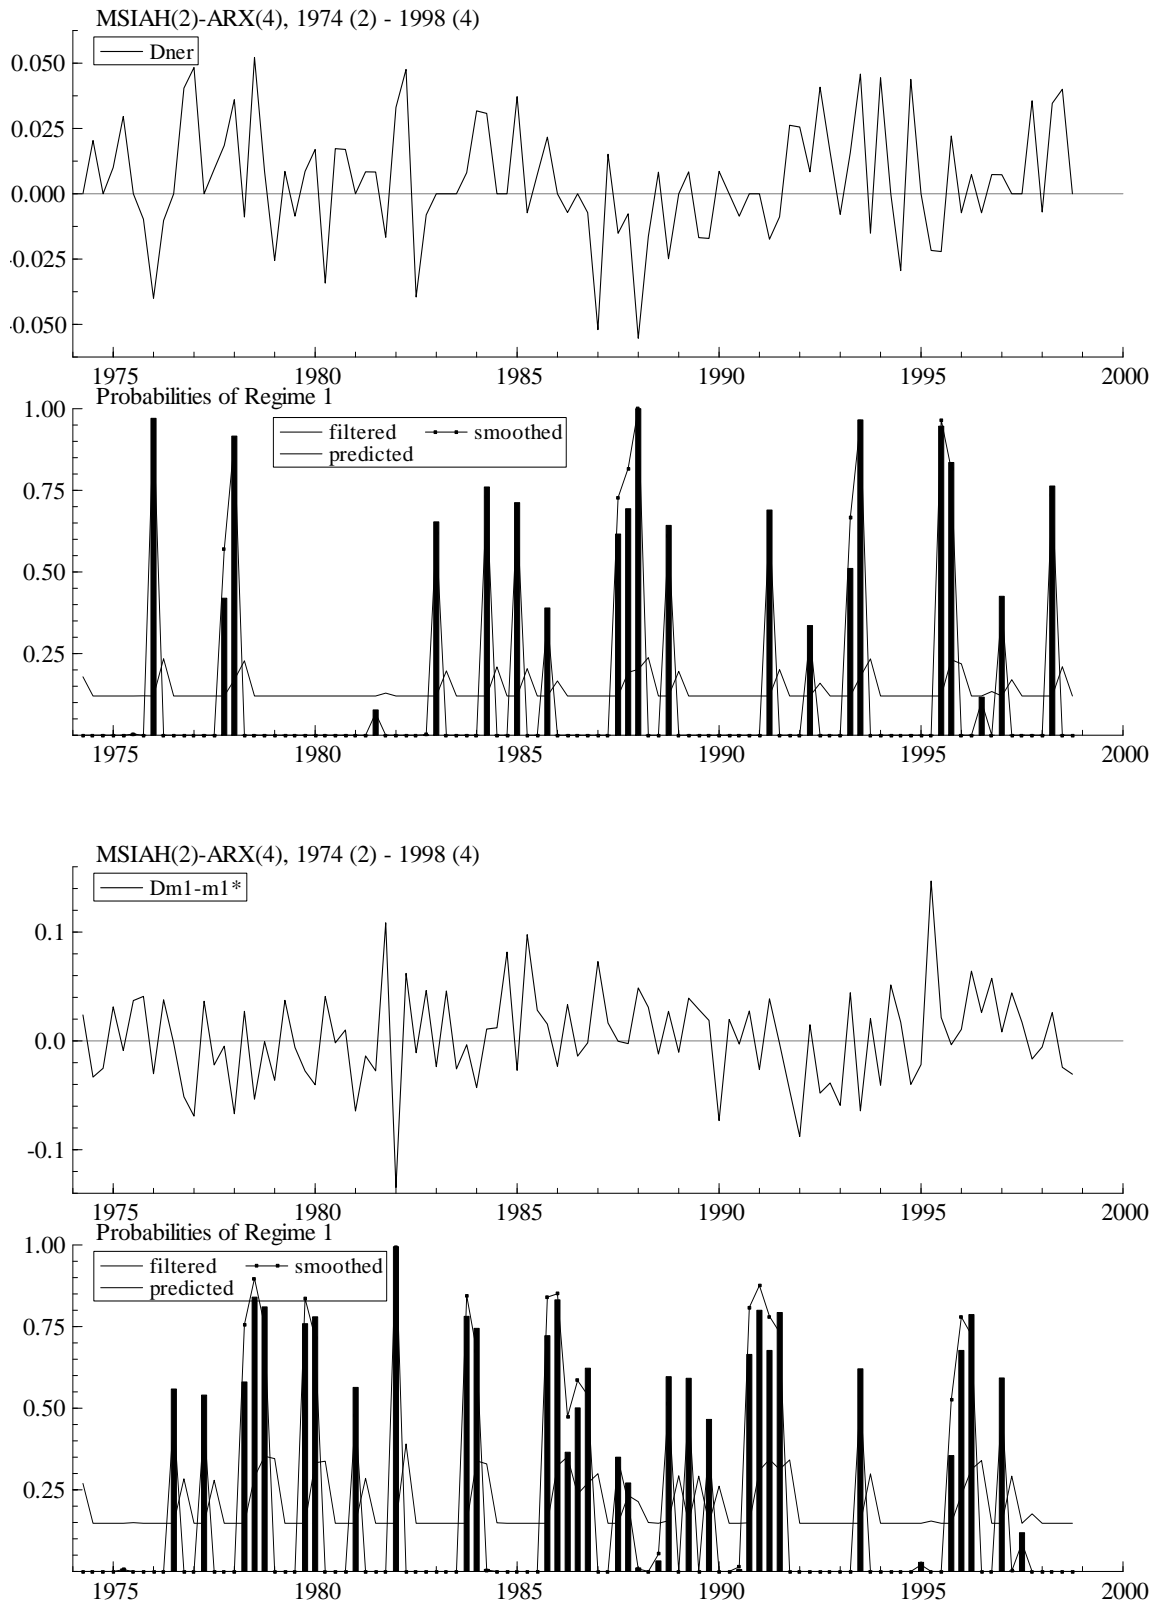 MSIAH(2)-ARX(4), 1974 (2) - 1998 (4)
Dner
0.050
0.025
0.000
-0.025
-0.050
1975 1980 1985 1990 1995 2000
Probabilities of Regime 1
1.00
filtered smoothed
predicted
0.75
0.50
0.25
1975 1980 1985 1990 1995 2000
MSIAH(2)-ARX(4), 1974 (2) - 1998 (4)
Dm1-m1*
0.1
0.0
-0.1
1975 1980 1985 1990 1995 2000
Probabilities of Regime 1
1.00
filtered smoothed
predicted
0.75
0.50
0.25
1975 1980 1985 1990 1995 2000